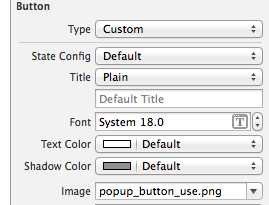 Button
Type Custom
State Config Default
Title Plain
Default Title
Font System 18.0 T
Text Color Default
Shadow Color Default
Image popup_button_use.png